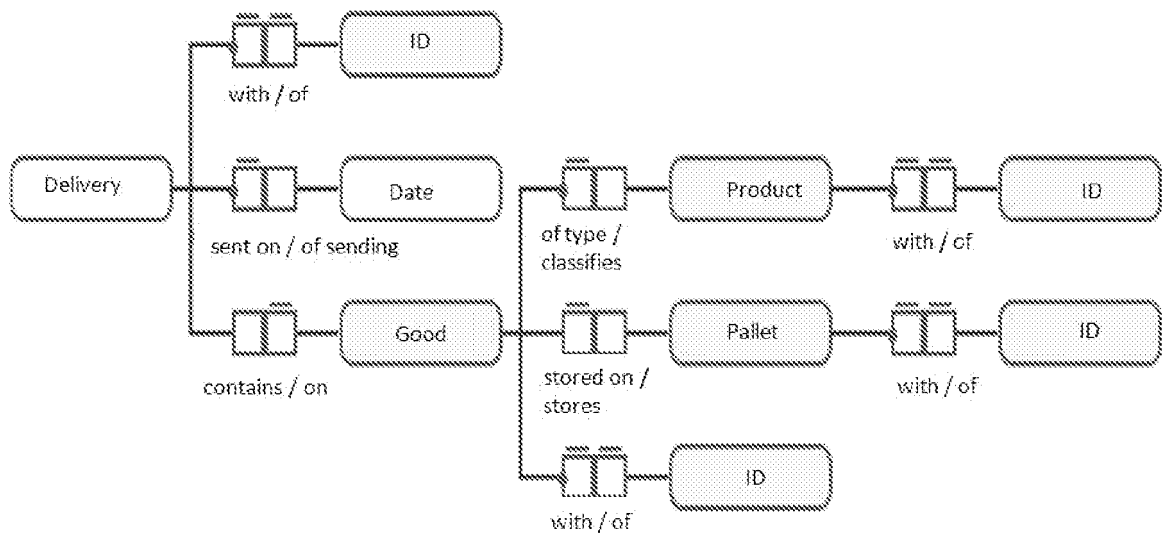 ID
with / of
Delivery
Date
sent on / of sending
Product
of type /
classifies
ID
with / of
Good
contains / on
Pallet
stored on /
stores
ID
with / of
ID
with / of